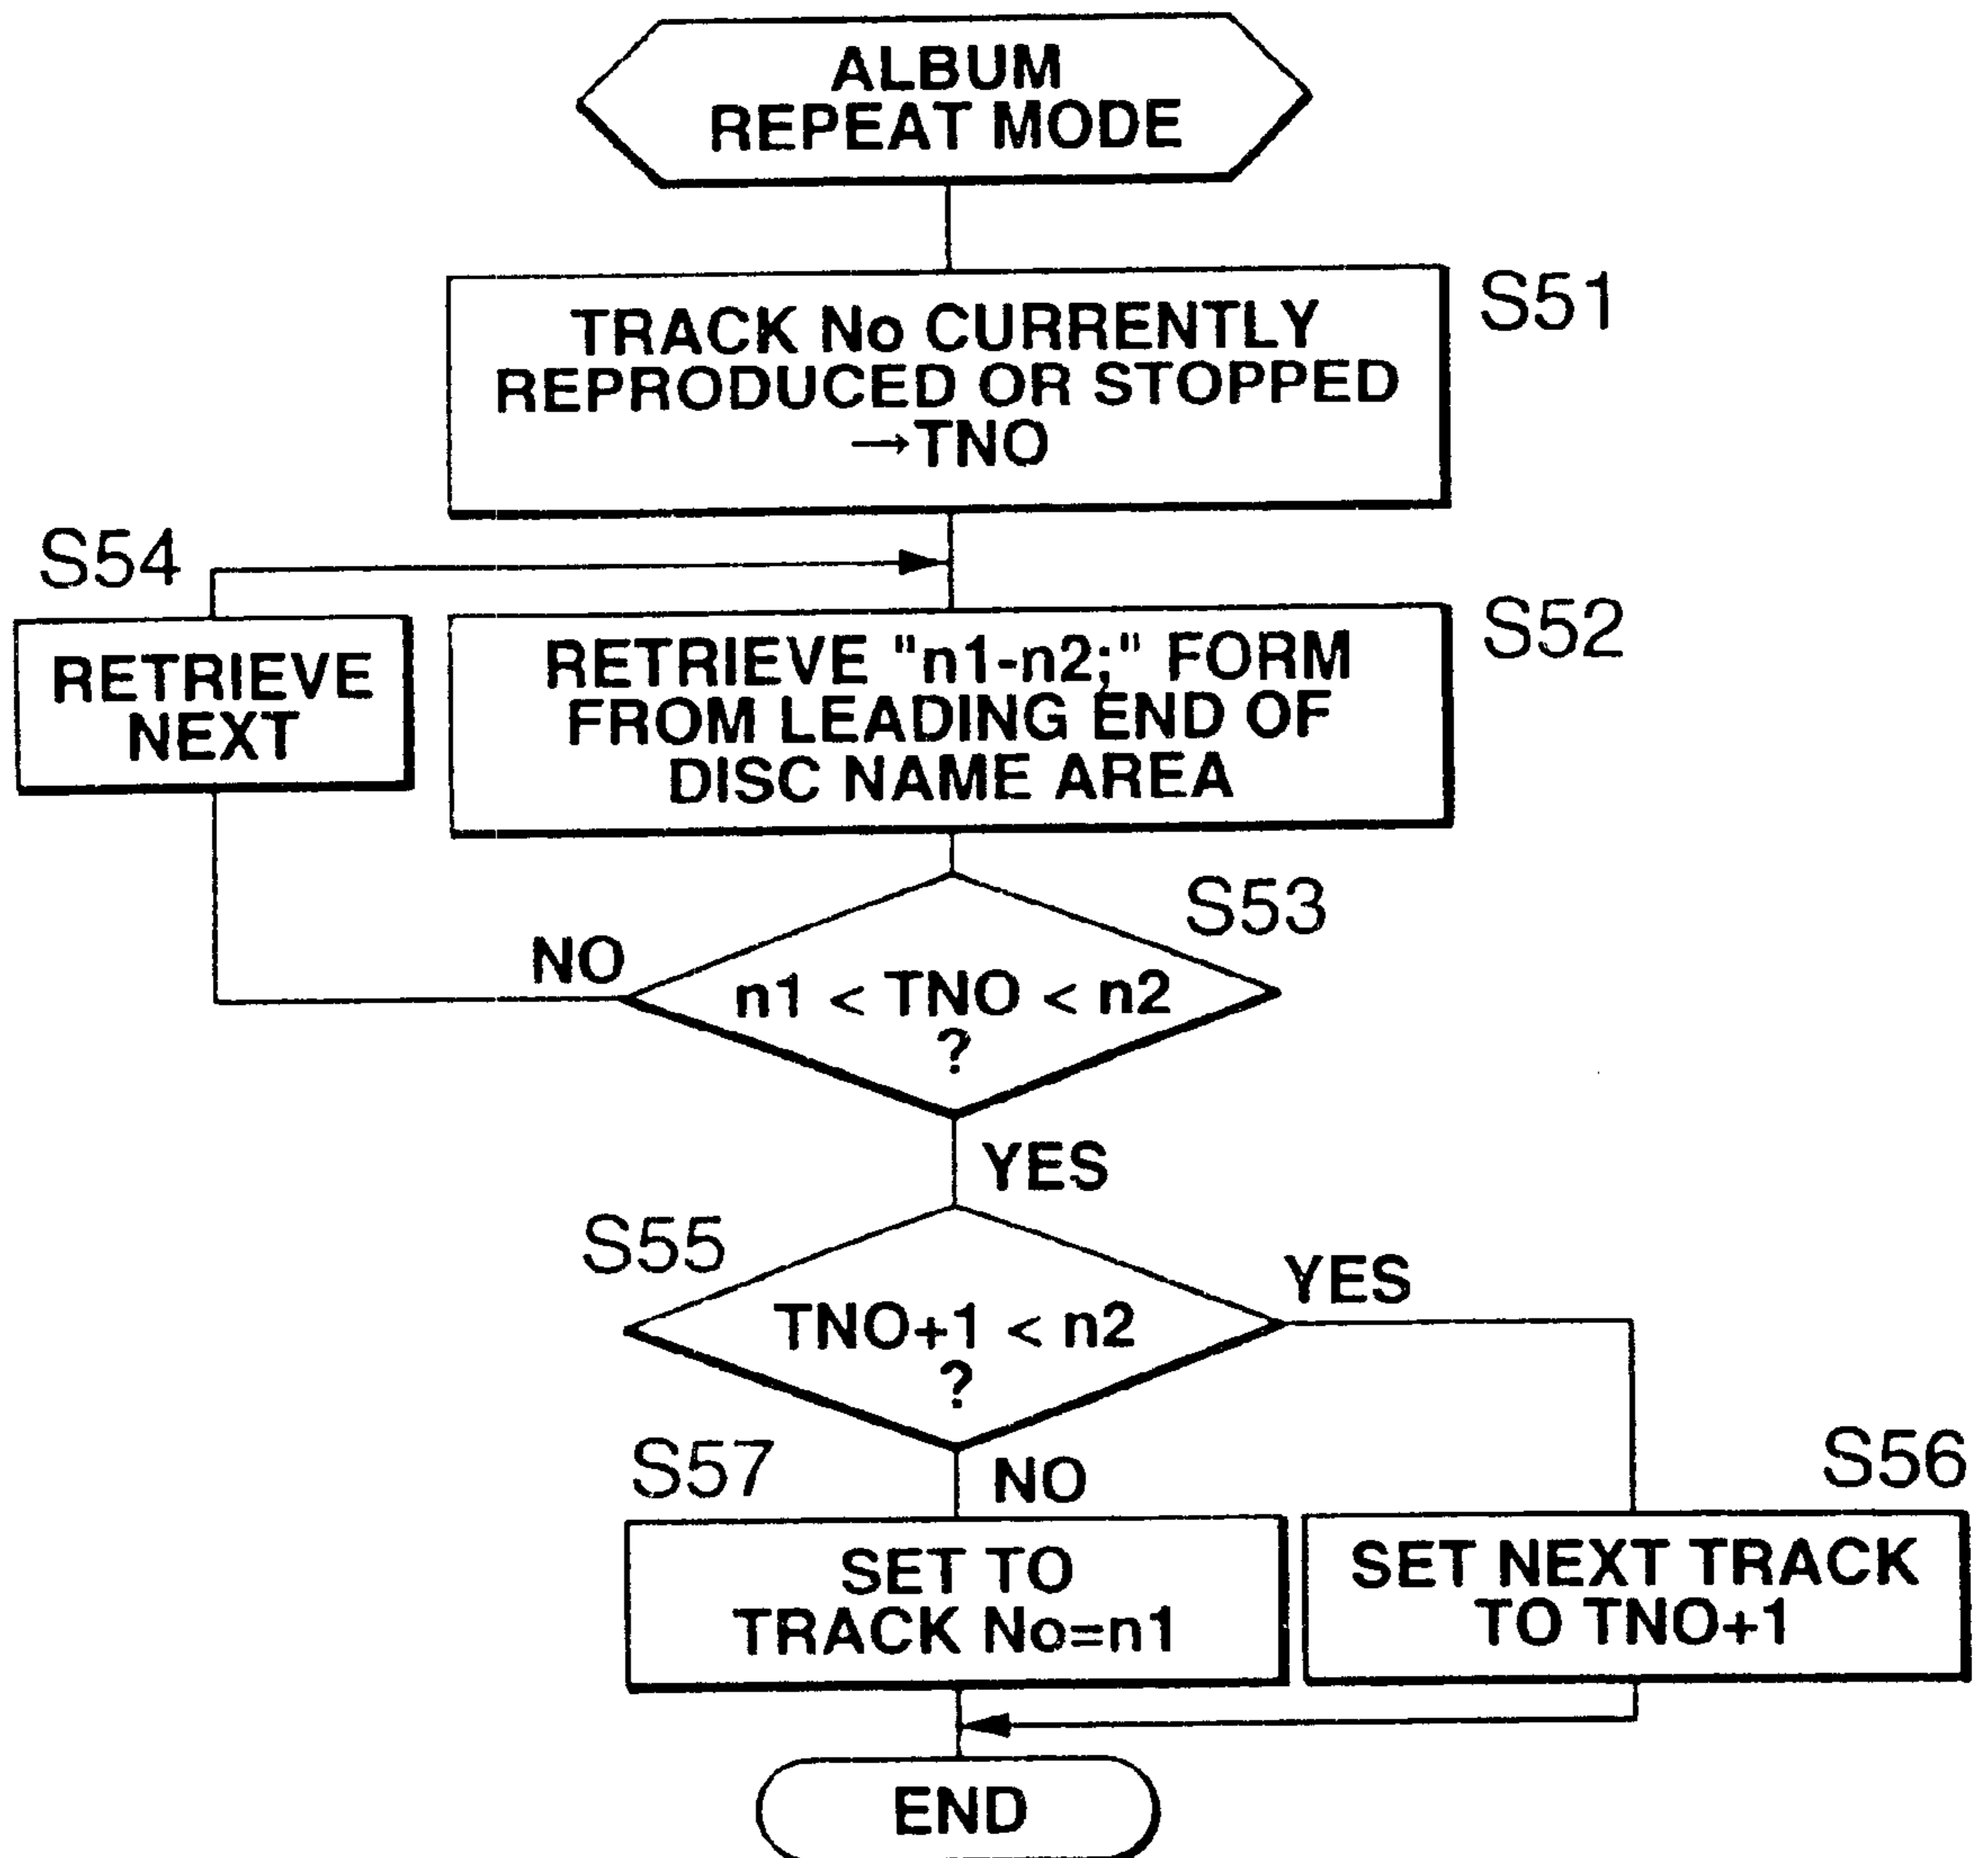 ALBUM
REPEAT MODE
S51
TRACK No CURRENTLY
REPRODUCED OR STOPPED
→TNO
S54
RETRIEVE
NEXT
S52
RETRIEVE "n1-n2;" FORM
FROM LEADING END OF
DISC NAME AREA
S53
NO
n1 < TNO < n2
?
YES
S55
YES
TNO+1 < n2
?
S57
NO
S56
SET TO
TRACK No=n1
SET NEXT TRACK
TO TNO+1
END